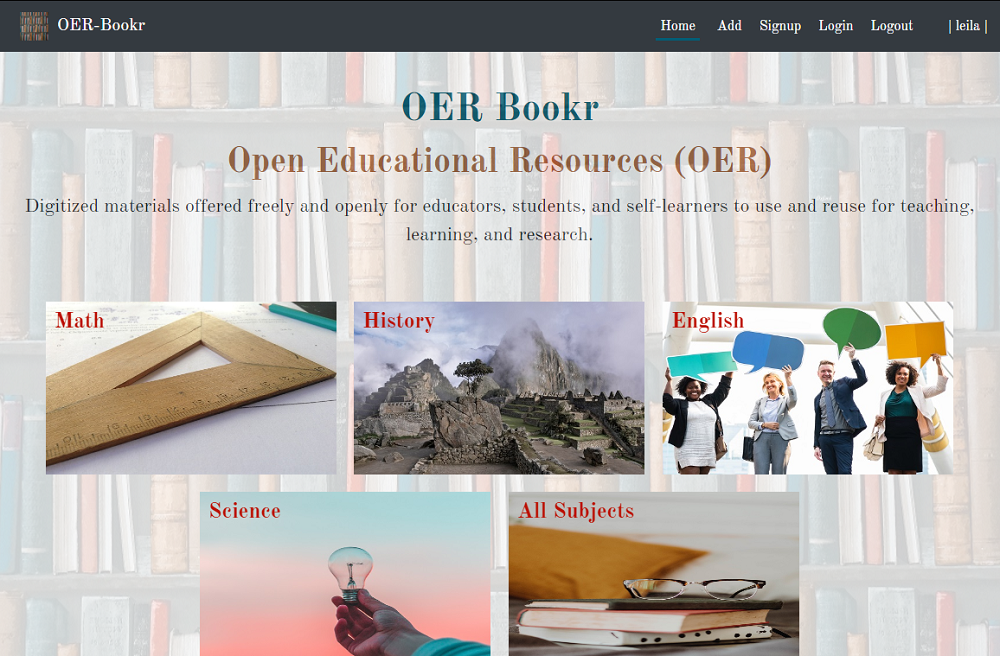 OER-Bookr
Home Add Signup Login Logout | leila |
OER Bookr
Open Educational Resources (OER)
Digitized materials offered freely and openly for educators, students, and self-learners to use and reuse for teaching,
learning, and research.
Math
History
English
Science
All Subjects